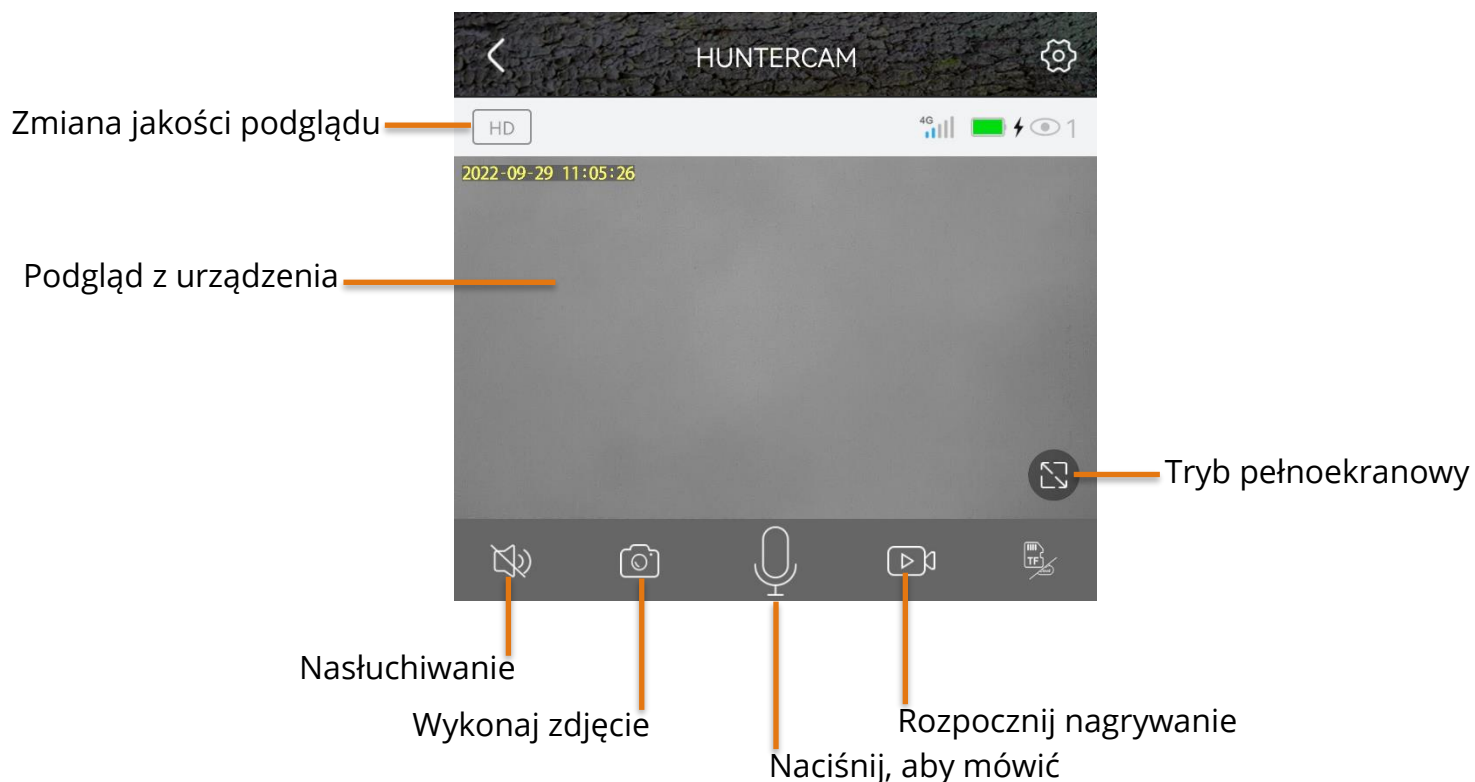 HUNTERCAM
Zmiana jakości podglądu
HD
4G
1
2022-09-29 11:05:26
Podgląd z urządzenia
Tryb pełnoekranowy
TF
Nasłuchiwanie
Wykonaj zdjęcie
Rozpocznij nagrywanie
Naciśnij, aby mówić